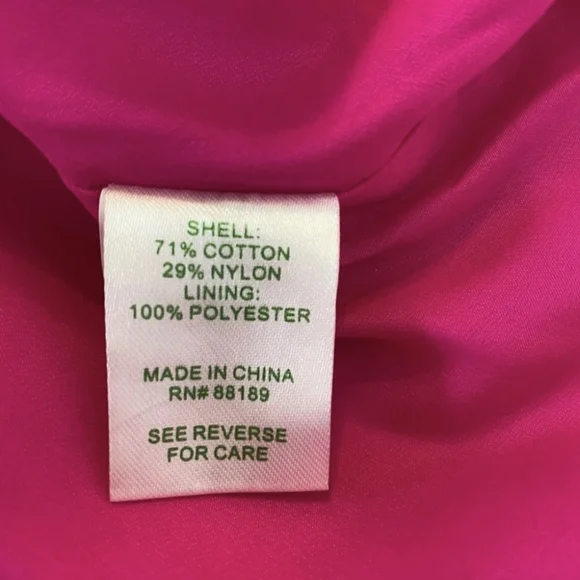 SHELL:
71% COTTON
29% NYLON
LINING:
100% POLYESTER
MADE IN CHINA
RN# 88189
SEE REVERSE
FOR CARE